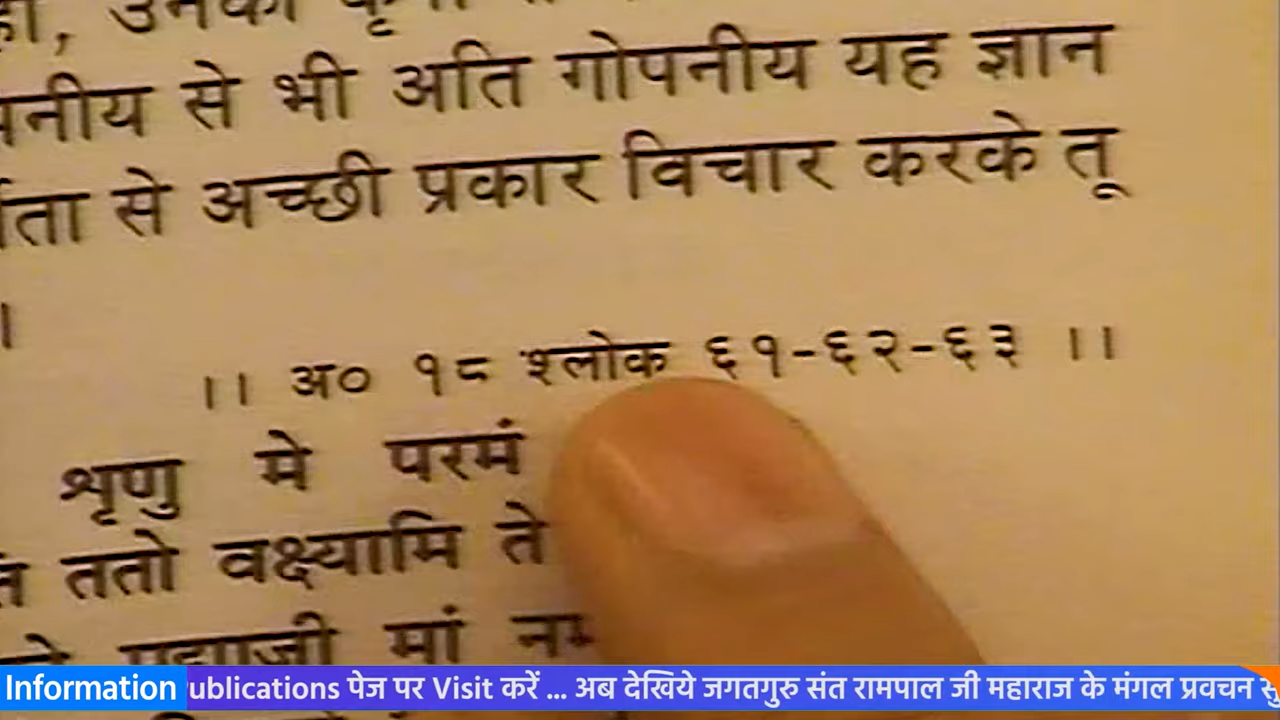 पनीय से भी अति गोपनीय यह ज्ञान
से अच्छी प्रकार विचार करके तू
।
।। अ० १८ श्लोक ६१-६२-६३ ।।
शृणु मे परमं
ततो वक्ष्यामि ते
मां
Information ublications पेज पर Visit करें ... अब देखिये जगतगुरु संत रामपाल जी महाराज के मंगल प्रवचन